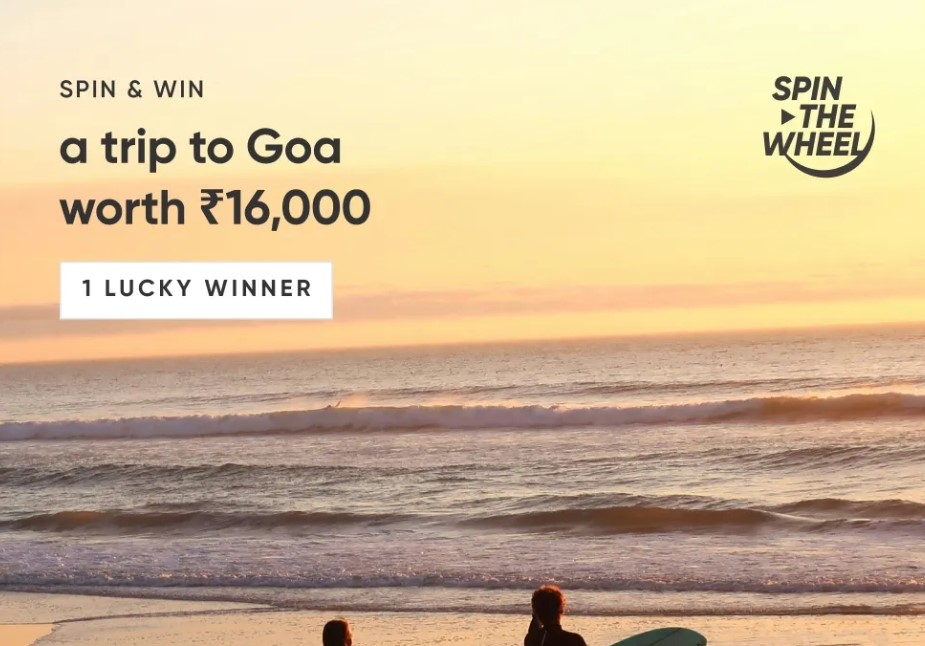 SPIN & WIN
a trip to Goa
worth ₹16,000
1 LUCKY WINNER
SPIN
THE
WHEEL